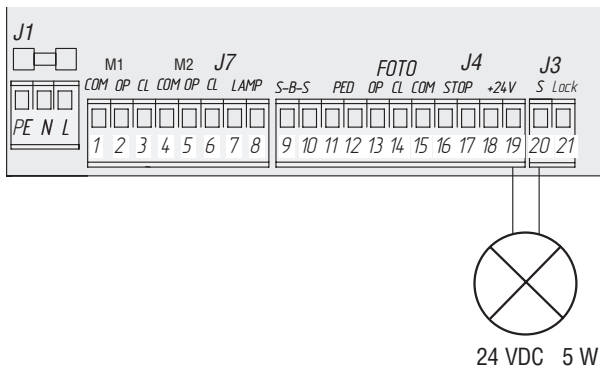 J1
M1 M2 J7
FOTO J4 J3
COM OP CL COM OP CL LAMP S-B-S PED OP CL COM STOP +24V S Lock
PE N L
1 2 3 4 5 6 7 8 9 10 11 12 13 14 15 16 17 18 19 20 21
24 VDC 5 W